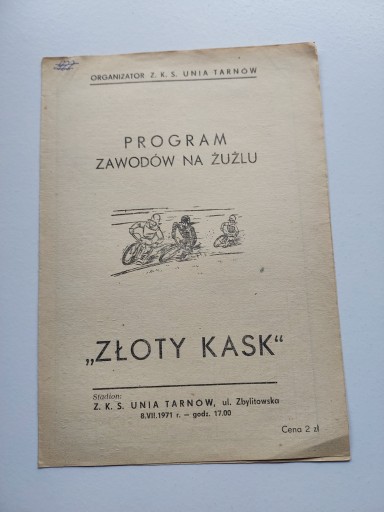 ORGANIZATOR Z. K. S. UNIA TARNÓW
PROGRAM
ZAWODÓW NA ŻUŻLU
„ZŁOTY KASK“
Stadion:
Z. K. S. UNIA TARNÓW, ul. Zbylitowska
8.VII.1971 r. — godz. 17.00
Cena 2 zł